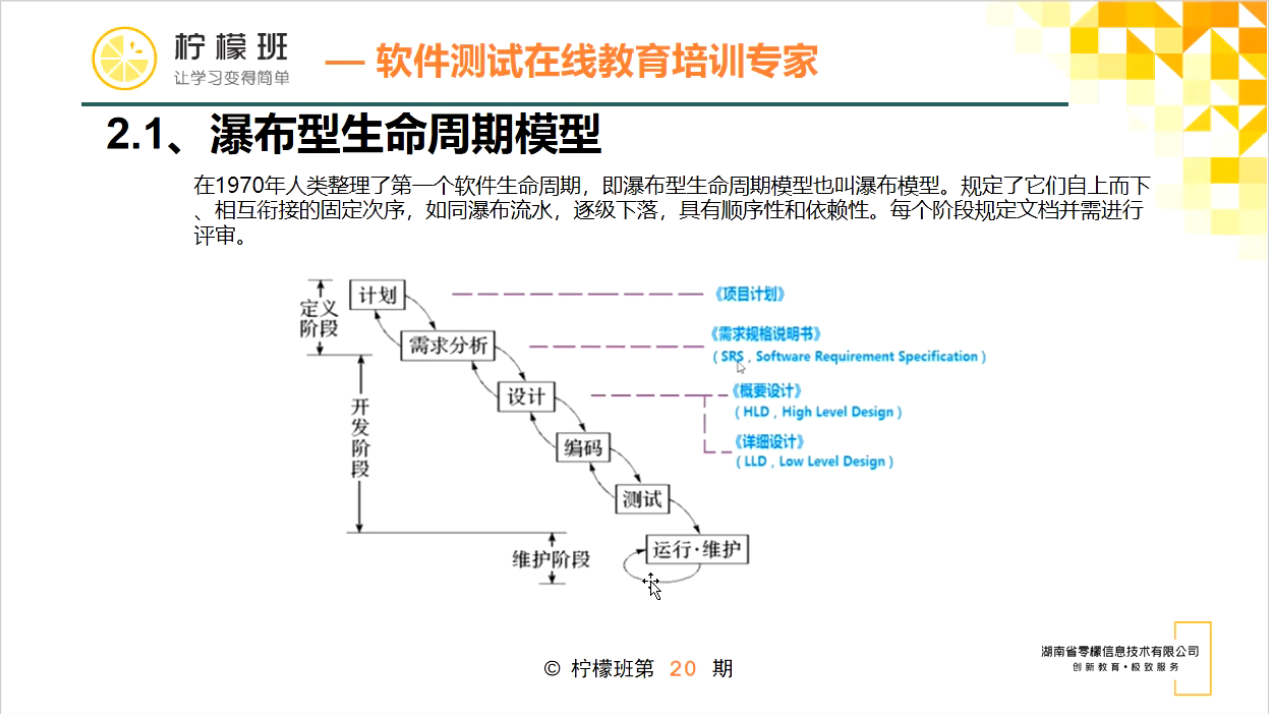 柠檬班
让学习变得简单
— 软件测试在线教育培训专家
2.1、瀑布型生命周期模型
在1970年人类整理了第一个软件生命周期，即瀑布型生命周期模型也叫瀑布模型。规定了它们自上而下
、相互衔接的固定次序，如同瀑布流水，逐级下落，具有顺序性和依赖性。每个阶段规定文档并需进行
评审。
定义
阶段
计划
《项目计划》
需求分析
《需求规格说明书》
（SRS，Software Requirement Specification）
开
发
阶
段
设计
《概要设计》
（HLD，High Level Design）
编码
《详细设计》
（LLD，Low Level Design）
测试
维护阶段
运行·维护
湖南省零檬信息技术有限公司
创新教育•极致服务
© 柠檬班第 20 期